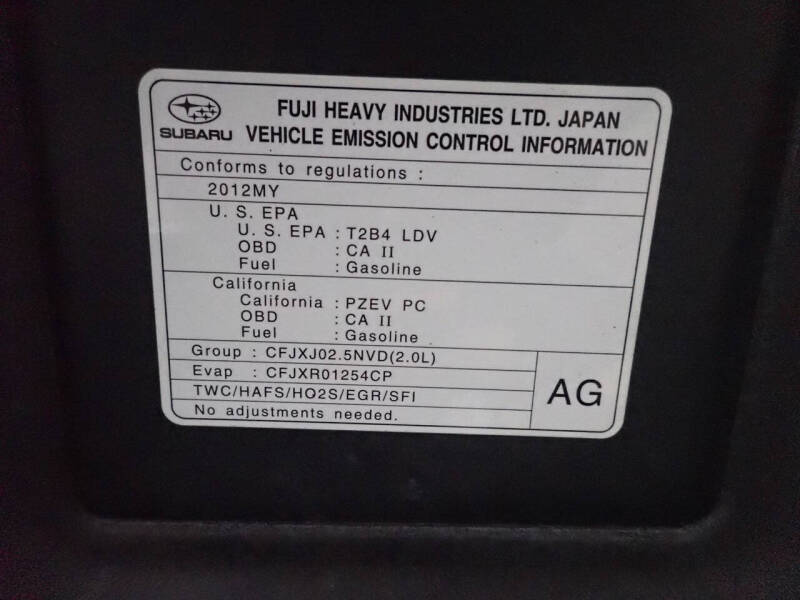 SUBARU
FUJI HEAVY INDUSTRIES LTD. JAPAN
VEHICLE EMISSION CONTROL INFORMATION
Conforms to regulations :
2012MY
U. S. EPA
U. S. EPA : T2B4 LDV
OBD : CA II
Fuel : Gasoline
California
California : PZEV PC
OBD : CA II
Fuel : Gasoline
Group : CFJXJ02.5NVD(2.0L)
Evap : CFJXR01254CP
TWC/HAFS/HO2S/EGR/SFI
No adjustments needed.
AG